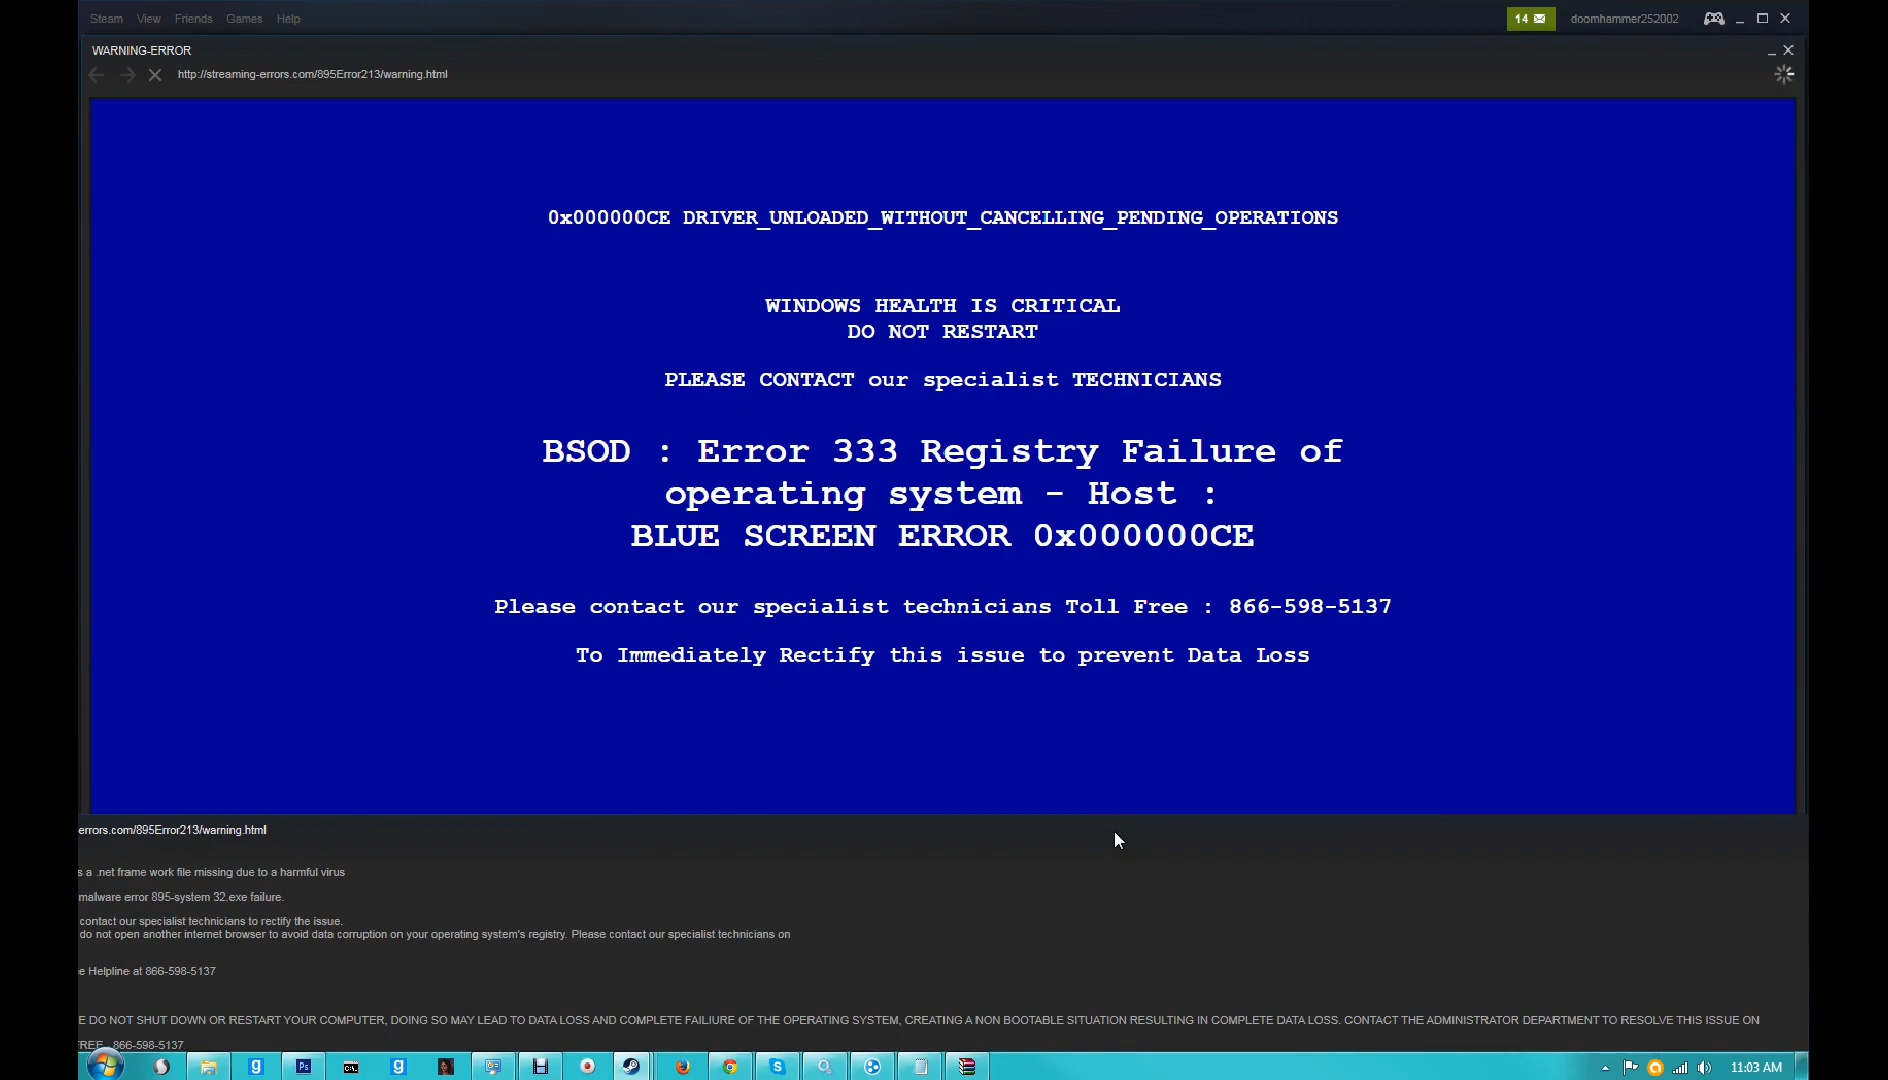 Steam View Friends Games Help
14 doomhammer252002
WARNING-ERROR
http://streaming-errors.com/895Error213/warning.html
0x000000CE DRIVER_UNLOADED_WITHOUT_CANCELLING_PENDING_OPERATIONS
WINDOWS HEALTH IS CRITICAL
DO NOT RESTART
PLEASE CONTACT our specialist TECHNICIANS
BSOD : Error 333 Registry Failure of
operating system - Host :
BLUE SCREEN ERROR 0x000000CE
Please contact our specialist technicians Toll Free : 866-598-5137
To Immediately Rectify this issue to prevent Data Loss
errors.com/895Error213/warning.html
s a .net frame work file missing due to a harmful virus
malware error 895-system 32.exe failure.
contact our specialist technicians to rectify the issue.
do not open another internet browser to avoid data corruption on your operating system's registry. Please contact our specialist technicians on
e Helpline at 866-598-5137
E DO NOT SHUT DOWN OR RESTART YOUR COMPUTER, DOING SO MAY LEAD TO DATA LOSS AND COMPLETE FAILIURE OF THE OPERATING SYSTEM, CREATING A NON BOOTABLE SITUATION RESULTING IN COMPLETE DATA LOSS. CONTACT THE ADMINISTRATOR DEPARTMENT TO RESOLVE THIS ISSUE ON
FREE - 866-598-5137
g Ps C:\ g S 11:03 AM